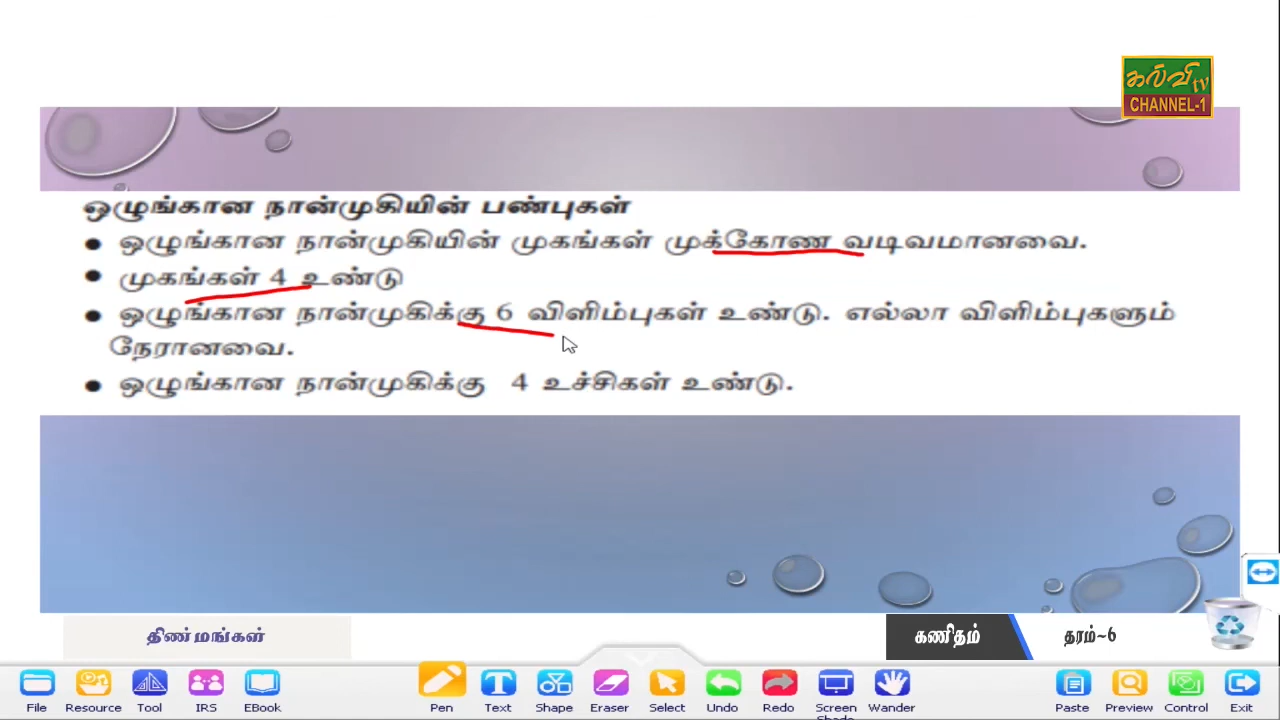 கல்வி tv
CHANNEL-1
ஒழுங்கான நான்முகியின் பண்புகள்
• ஒழுங்கான நான்முகியின் முகங்கள் முக்கோண வடிவமானவை.
• முகங்கள் 4 உண்டு
• ஒழுங்கான நான்முகிக்கு 6 விளிம்புகள் உண்டு. எல்லா விளிம்புகளும்
நேரானவை.
• ஒழுங்கான நான்முகிக்கு 4 உச்சிகள் உண்டு.
திண்மங்கள்
கணிதம்
தரம்-6
File Resource Tool IRS EBook Pen Text Shape Eraser Select Undo Redo Screen Wander Paste Preview Control Exit
Shade